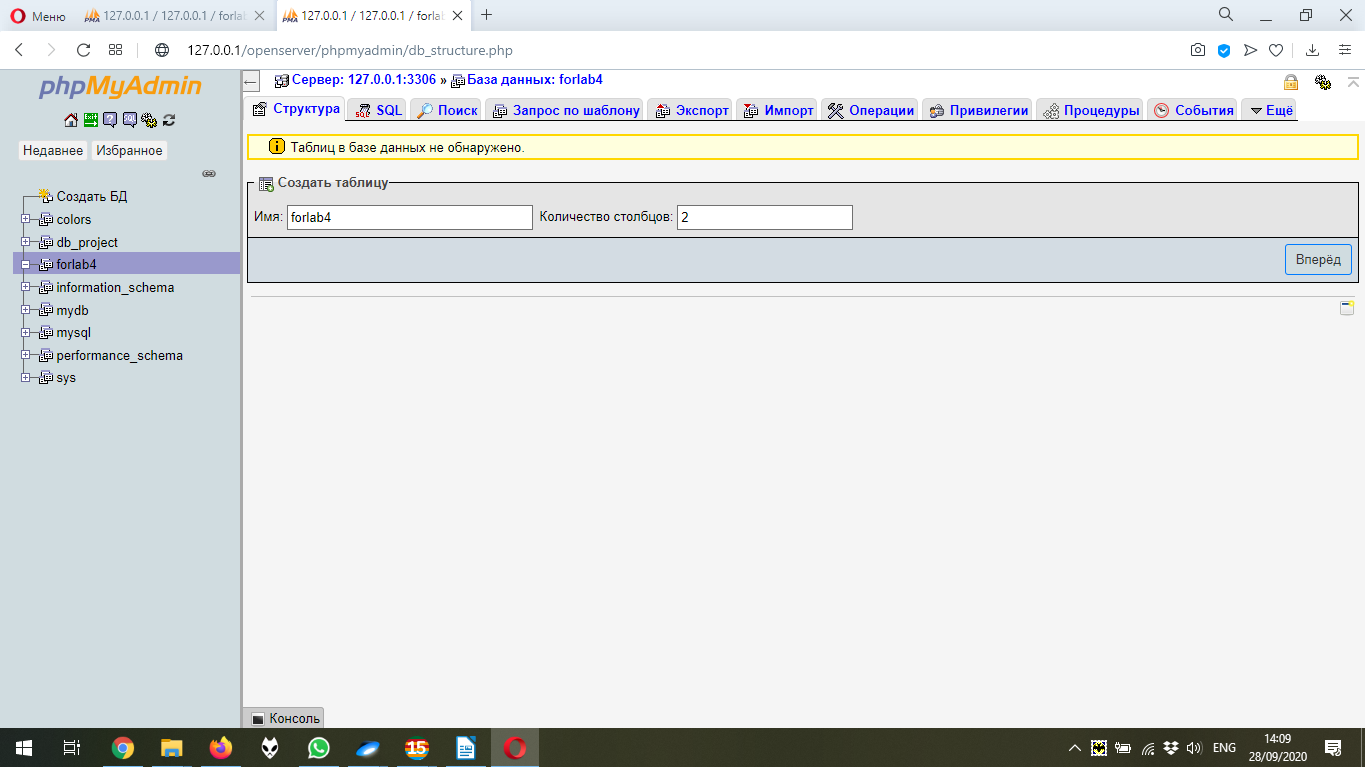 Меню
127.0.0.1 / 127.0.0.1 / forlab
127.0.0.1 / 127.0.0.1 / forla
127.0.0.1/openserver/phpmyadmin/db_structure.php
phpMyAdmin
Недавнее Избранное
Создать БД
colors
db_project
forlab4
information_schema
mydb
mysql
performance_schema
sys
Сервер: 127.0.0.1:3306 » База данных: forlab4
Структура SQL Поиск Запрос по шаблону Экспорт Импорт Операции Привилегии Процедуры События Ещё
Таблиц в базе данных не обнаружено.
Создать таблицу
Имя: forlab4 Количество столбцов: 2
Вперёд
Консоль
15
ENG
14:09
28/09/2020